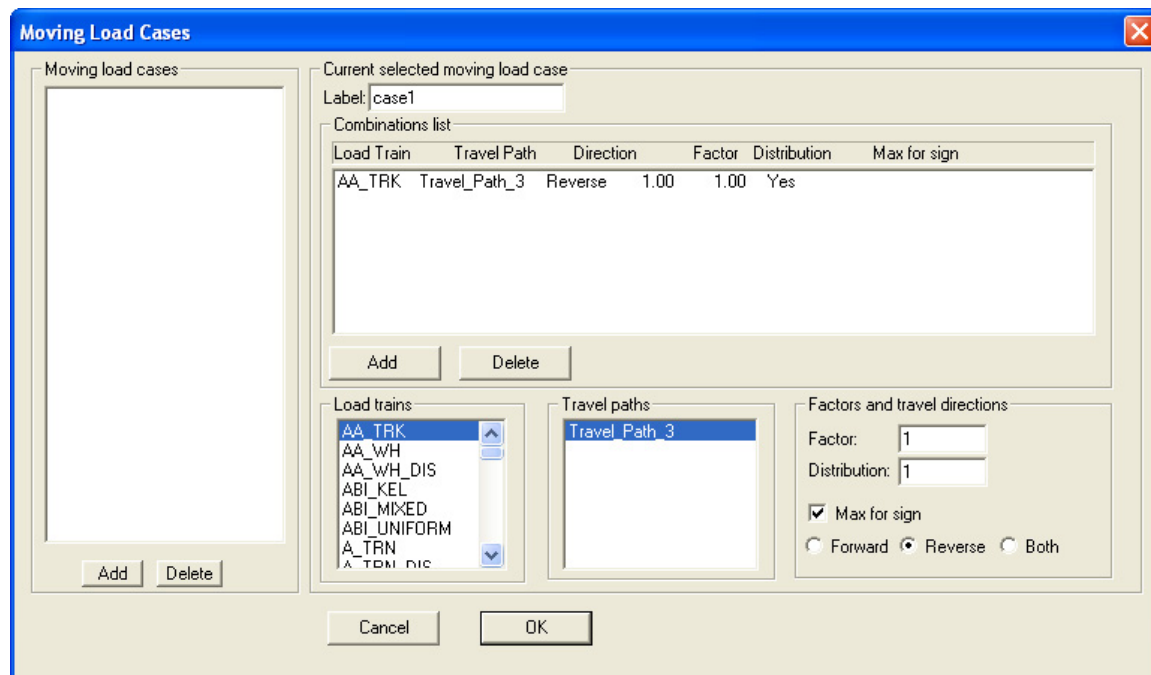 Moving Load Cases
Moving load cases
Add Delete
Current selected moving load case
Label: case1
Combinations list
Load Train Travel Path Direction Factor Distribution Max for sign
AA_TRK Travel_Path_3 Reverse 1.00 1.00 Yes
Add Delete
Load trains
AA_TRK
AA_WH
AA_WH_DIS
ABI_KEL
ABI_MIXED
ABI_UNIFORM
A_TRN
A_TRN_DIS
Travel paths
Travel_Path_3
Factors and travel directions
Factor: 1
Distribution: 1
Max for sign
Forward Reverse Both
Cancel OK